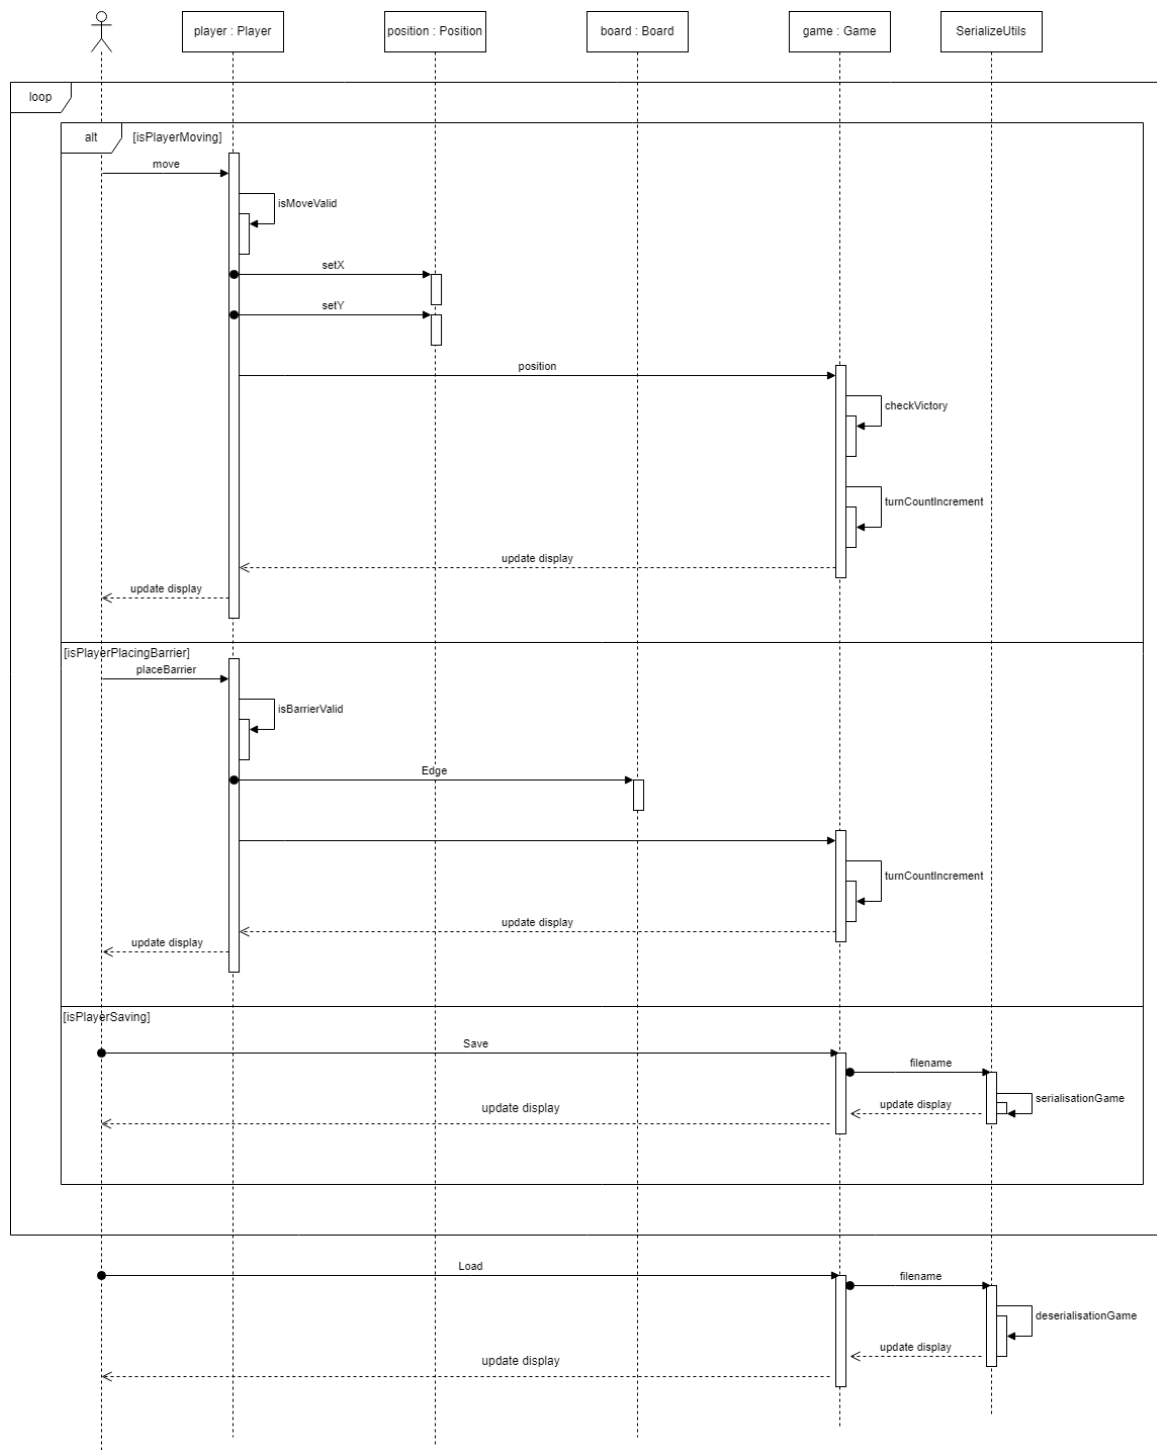 player : Player
position : Position
board : Board
game : Game
SerializeUtils
loop
alt
[isPlayerMoving]
move
isMoveValid
setX
setY
position
checkVictory
turnCountIncrement
update display
update display
[isPlayerPlacingBarrier]
placeBarrier
isBarrierValid
Edge
turnCountIncrement
update display
update display
[isPlayerSaving]
Save
filename
serialisationGame
update display
update display
Load
filename
deserialisationGame
update display
update display